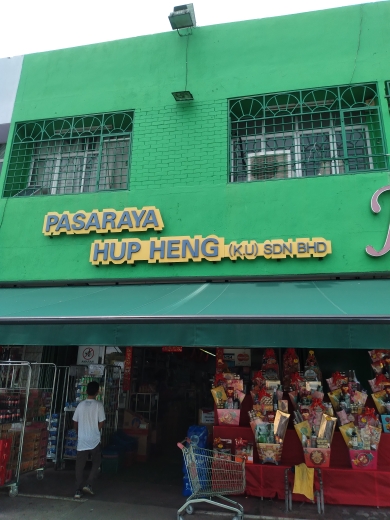 PASARAYA
HUP HENG (KU) SDN BHD